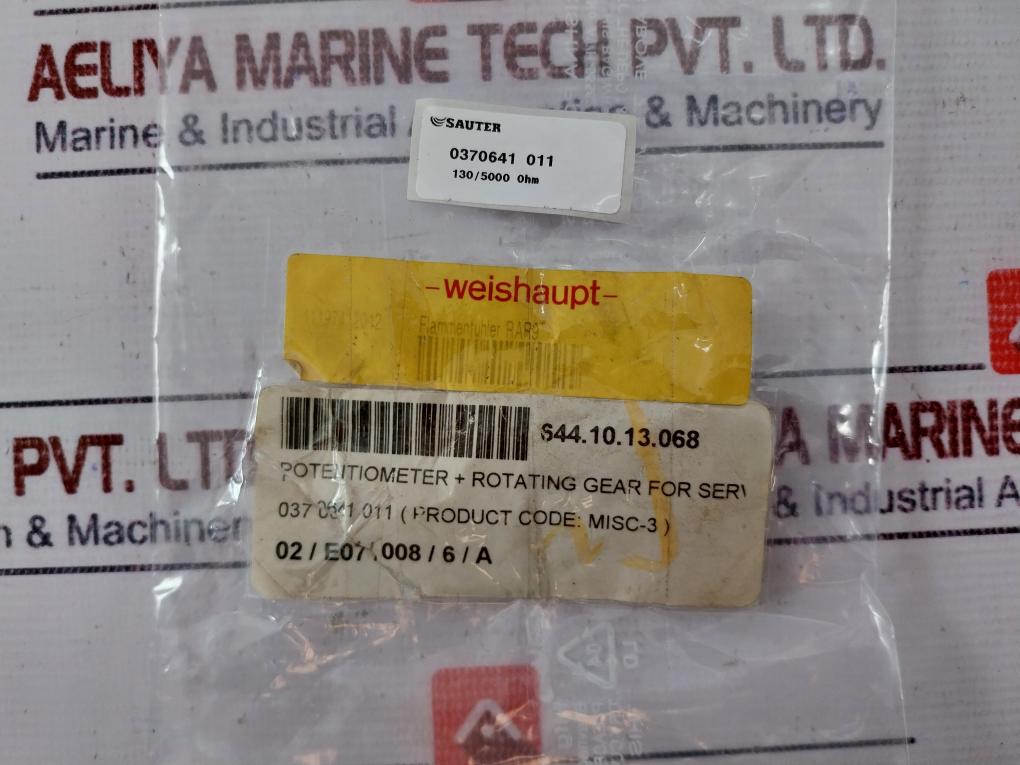 AELIYA MARINE TECH PVT. LTD.
Marine & Industrial & Machinery
SAUTER
0370641 011
130/5000 Ohm
-weishaupt-
Flammenfühler RAR9
644.10.13.068
POTENTIOMETER + ROTATING GEAR FOR SERV
037 0641 011 ( PRODUCT CODE: MISC-3 )
02 / E07 008 / 6 / A
PVT. LTD
A MARINE
& Machiner
& Industrial A